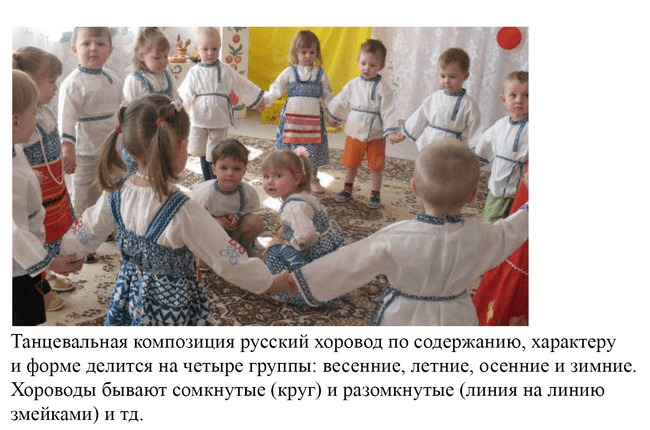 Танцевальная композиция русский хоровод по содержанию, характеру
и форме делится на четыре группы: весенние, летние, осенние и зимние.
Хороводы бывают сомкнутые (круг) и разомкнутые (линия на линию
змейками) и тд.